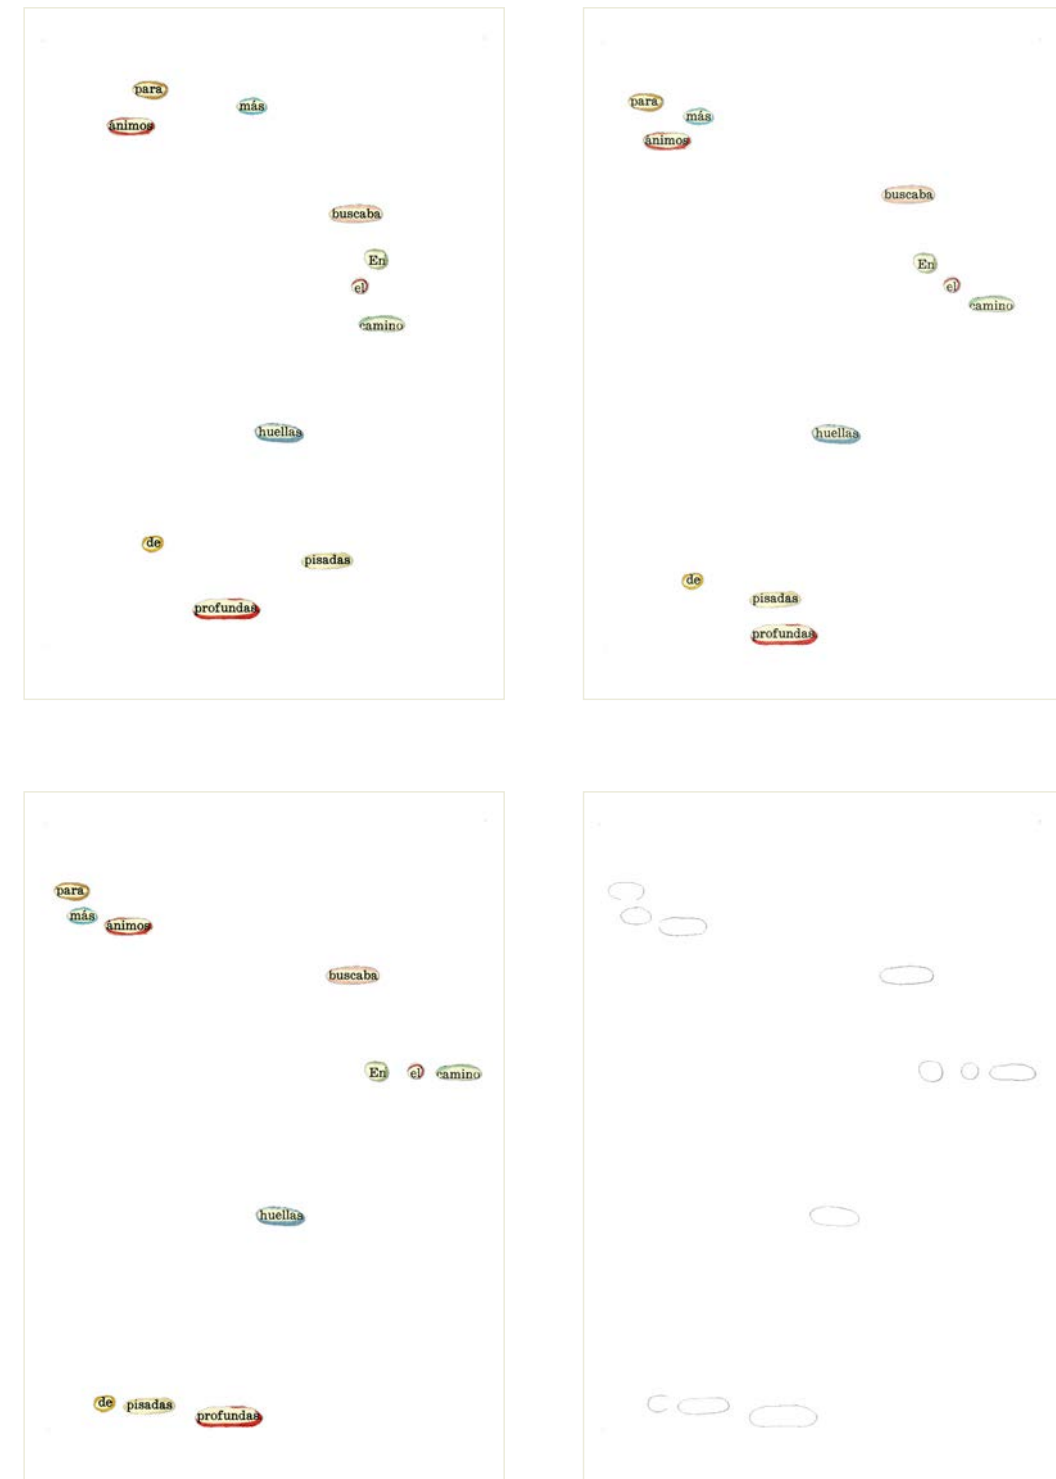 para
más
ánimos
buscaba
En
el
camino
huellas
de
pisadas
profundas
para
más
ánimos
buscaba
En
el
camino
huellas
de
pisadas
profundas
para
más ánimos
buscaba
En el camino
huellas
de pisadas
profundas